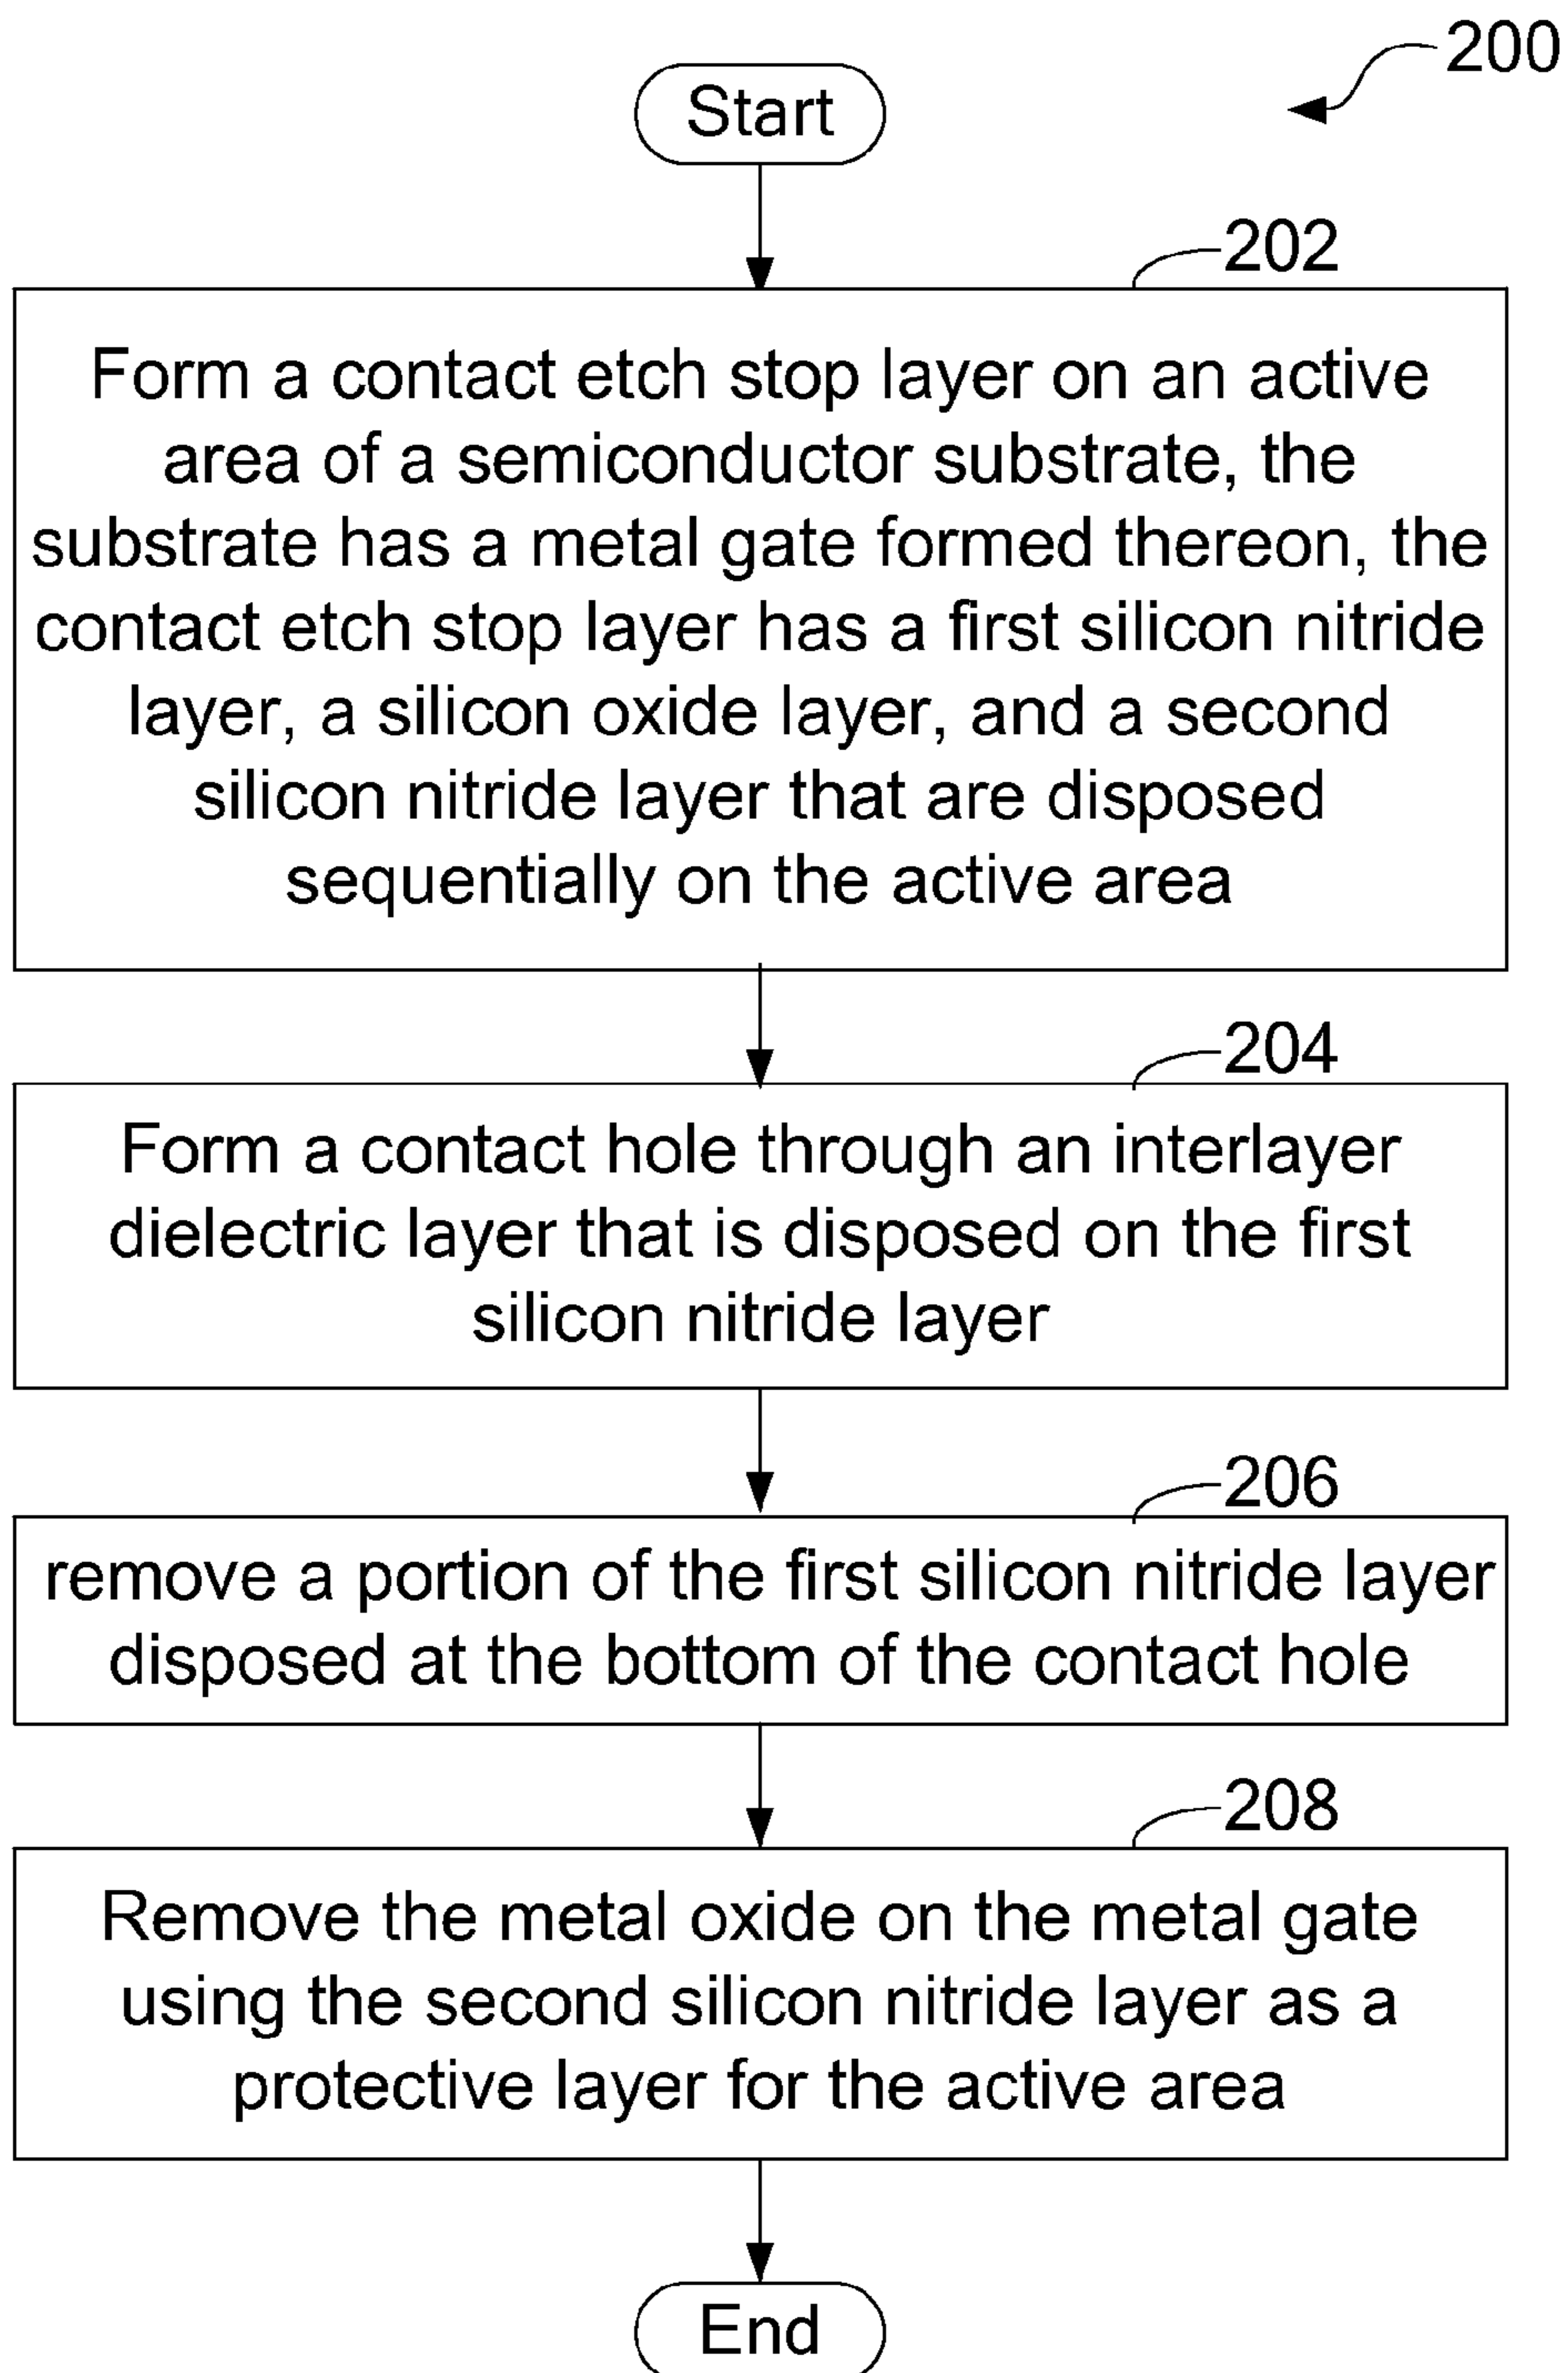 200
Start
202
Form a contact etch stop layer on an active
area of a semiconductor substrate, the
substrate has a metal gate formed thereon, the
contact etch stop layer has a first silicon nitride
layer, a silicon oxide layer, and a second
silicon nitride layer that are disposed
sequentially on the active area
204
Form a contact hole through an interlayer
dielectric layer that is disposed on the first
silicon nitride layer
206
remove a portion of the first silicon nitride layer
disposed at the bottom of the contact hole
208
Remove the metal oxide on the metal gate
using the second silicon nitride layer as a
protective layer for the active area
End